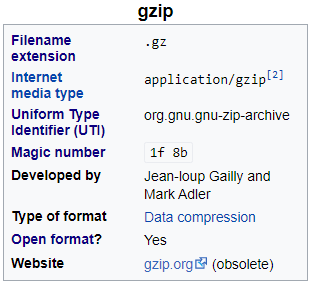 gzip
Filename extension .gz
Internet media type application/gzip[2]
Uniform Type Identifier (UTI) org.gnu.gnu-zip-archive
Magic number 1f 8b
Developed by Jean-loup Gailly and Mark Adler
Type of format Data compression
Open format? Yes
Website gzip.org (obsolete)